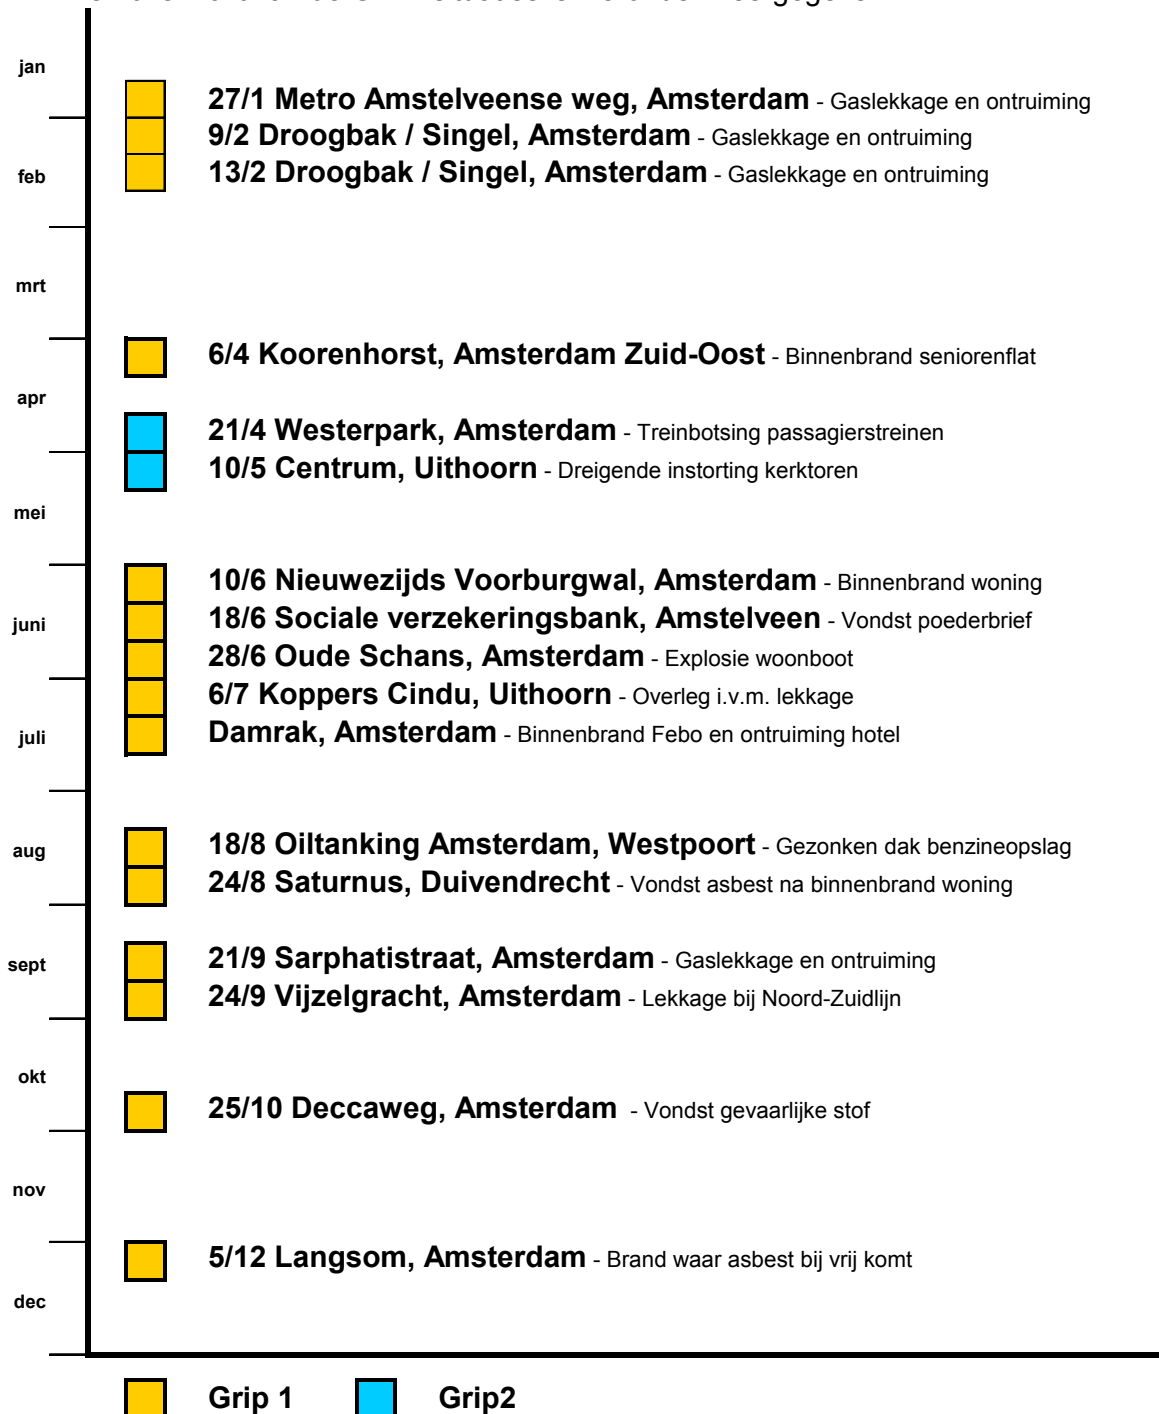 jan
27/1 Metro Amstelveense weg, Amsterdam - Gaslekkage en ontruiming
9/2 Droogbak / Singel, Amsterdam - Gaslekkage en ontruiming
feb
13/2 Droogbak / Singel, Amsterdam - Gaslekkage en ontruiming
mrt
6/4 Koorenhorst, Amsterdam Zuid-Oost - Binnenbrand seniorenflat
apr
21/4 Westerpark, Amsterdam - Treinbotsing passagierstreinen
10/5 Centrum, Uithoorn - Dreigende instorting kerktoren
mei
10/6 Nieuwezijds Voorburgwal, Amsterdam - Binnenbrand woning
juni
18/6 Sociale verzekeringsbank, Amstelveen - Vondst poederbrief
28/6 Oude Schans, Amsterdam - Explosie woonboot
6/7 Koppers Cindu, Uithoorn - Overleg i.v.m. lekkage
juli
Damrak, Amsterdam - Binnenbrand Febo en ontruiming hotel
aug
18/8 Oiltanking Amsterdam, Westpoort - Gezonken dak benzineopslag
24/8 Saturnus, Duivendrecht - Vondst asbest na binnenbrand woning
sept
21/9 Sarphatistraat, Amsterdam - Gaslekkage en ontruiming
24/9 Vijzelgracht, Amsterdam - Lekkage bij Noord-Zuidlijn
okt
25/10 Deccaweg, Amsterdam - Vondst gevaarlijke stof
nov
5/12 Langsom, Amsterdam - Brand waar asbest bij vrij komt
dec
Grip 1 Grip2